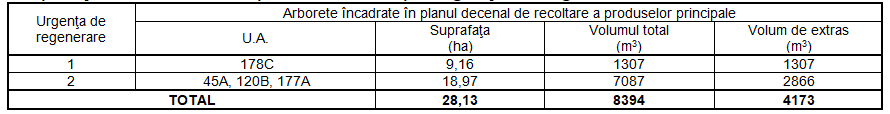 Urgența de regenerare
Arborete încadrate în planul decenal de recoltare a produselor principale
U.A.
Suprafața (ha)
Volumul total (m³)
Volum de extras (m³)
1 178C 9,16 1307 1307
2 45A, 120B, 177A 18,97 7087 2866
TOTAL 28,13 8394 4173